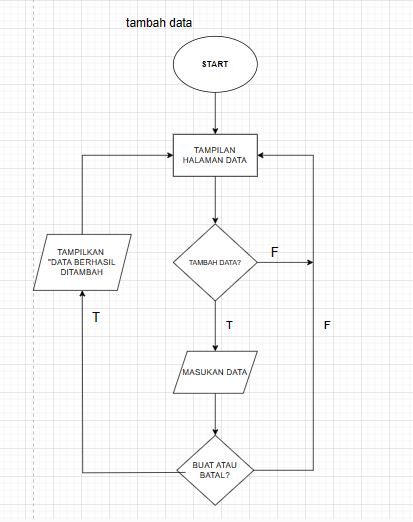 tambah data
START
TAMPILAN
HALAMAN DATA
TAMPILKAN
"DATA BERHASIL
DITAMBAH
TAMBAH DATA?
F
T
T
F
MASUKAN DATA
BUAT ATAU
BATAL?